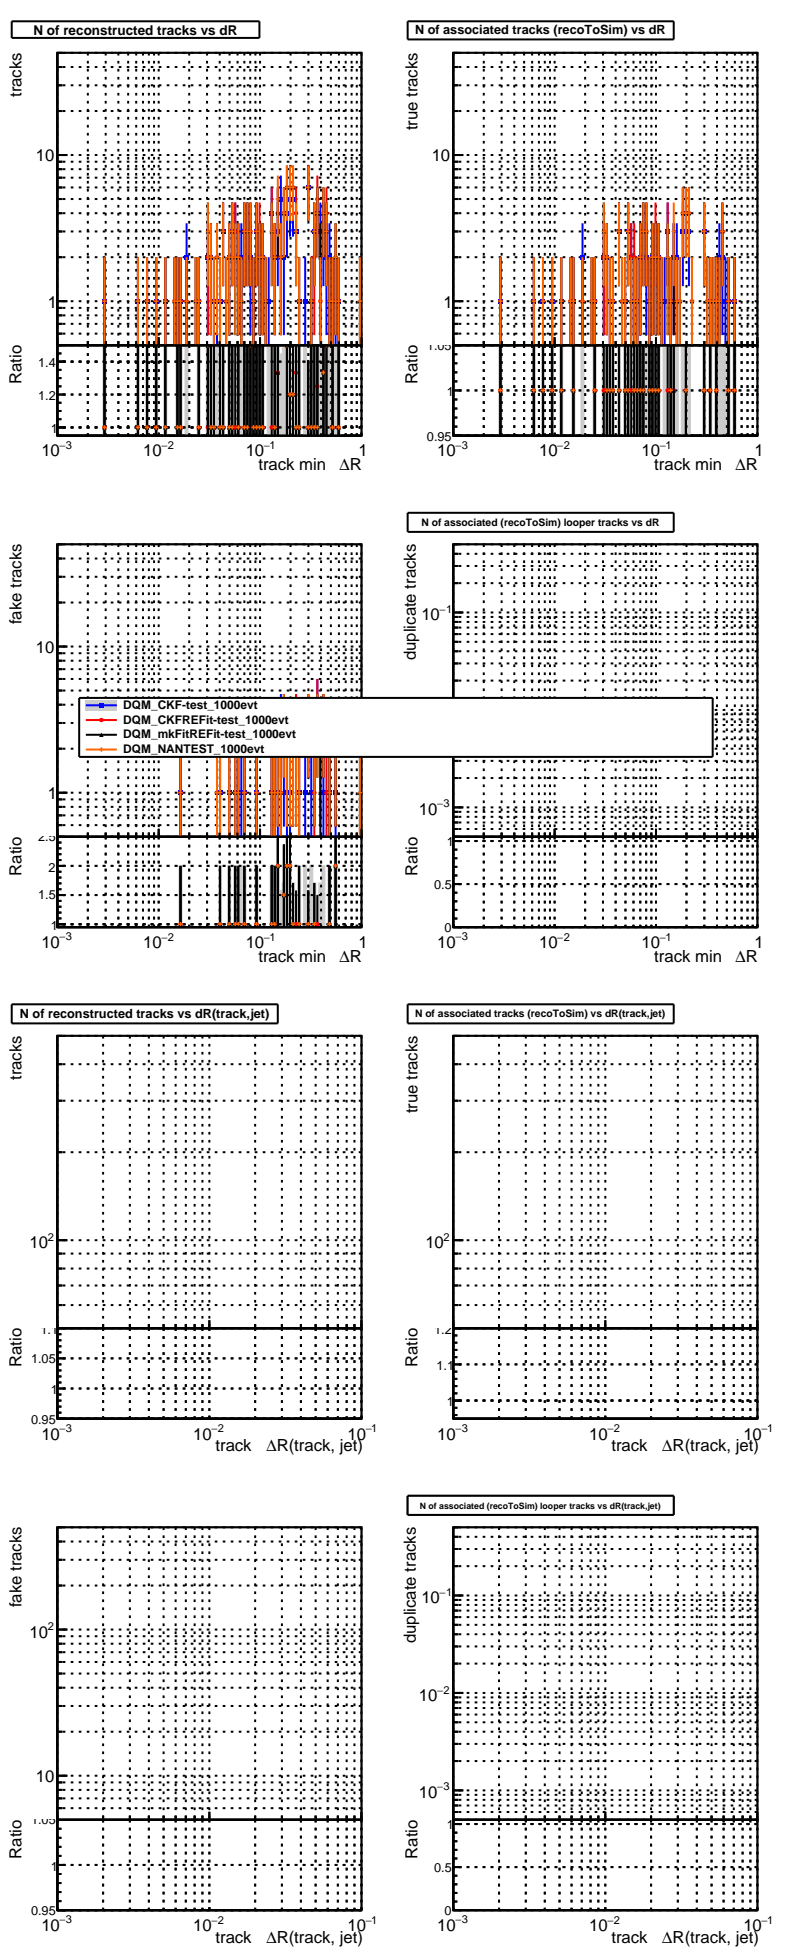 N of reconstructed tracks vs dR
N of associated tracks (recoToSim) vs dR
tracks
10
1
Ratio
1.4
1.2
1
10⁻³ 10⁻² 10⁻¹ 1
track min ΔR
true tracks
10
1
Ratio
1.05
1
0.95
10⁻³ 10⁻² 10⁻¹ 1
track min ΔR
N of associated (recoToSim) looper tracks vs dR
fake tracks
10
1
Ratio
2.5
2
1.5
1
10⁻³ 10⁻² 10⁻¹ 1
track min ΔR
duplicate tracks
10⁻¹
10⁻³
Ratio
1
0.5
0
10⁻³ 10⁻² 10⁻¹ 1
track min ΔR
DQM_CKF-test_1000evt
DQM_CKFREFit-test_1000evt
DQM_mkFitREFit-test_1000evt
DQM_NANTEST_1000evt
N of reconstructed tracks vs dR(track,jet)
N of associated tracks (recoToSim) vs dR(track,jet)
tracks
10²
Ratio
1.1
1.05
1
0.95
10⁻³ 10⁻² 10⁻¹
track ΔR(track, jet)
true tracks
10²
Ratio
1.2
1.1
1
10⁻³ 10⁻² 10⁻¹
track ΔR(track, jet)
N of associated (recoToSim) looper tracks vs dR(track,jet)
fake tracks
10²
10
Ratio
1.05
1
0.95
10⁻³ 10⁻² 10⁻¹
track ΔR(track, jet)
duplicate tracks
10⁻¹
10⁻²
10⁻³
Ratio
1
0.5
0
10⁻³ 10⁻² 10⁻¹
track ΔR(track, jet)